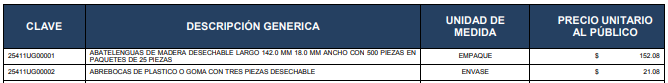 CLAVE DESCRIPCIÓN GENERICA UNIDAD DE MEDIDA PRECIO UNITARIO AL PÚBLICO
25411UG00001 ABATELENGUAS DE MADERA DESECHABLE LARGO 142.0 MM 18.0 MM ANCHO CON 500 PIEZAS EN PAQUETES DE 25 PIEZAS EMPAQUE $ 152.08
25411UG00002 ABREBOCAS DE PLASTICO O GOMA CON TRES PIEZAS DESECHABLE ENVASE $ 21.08